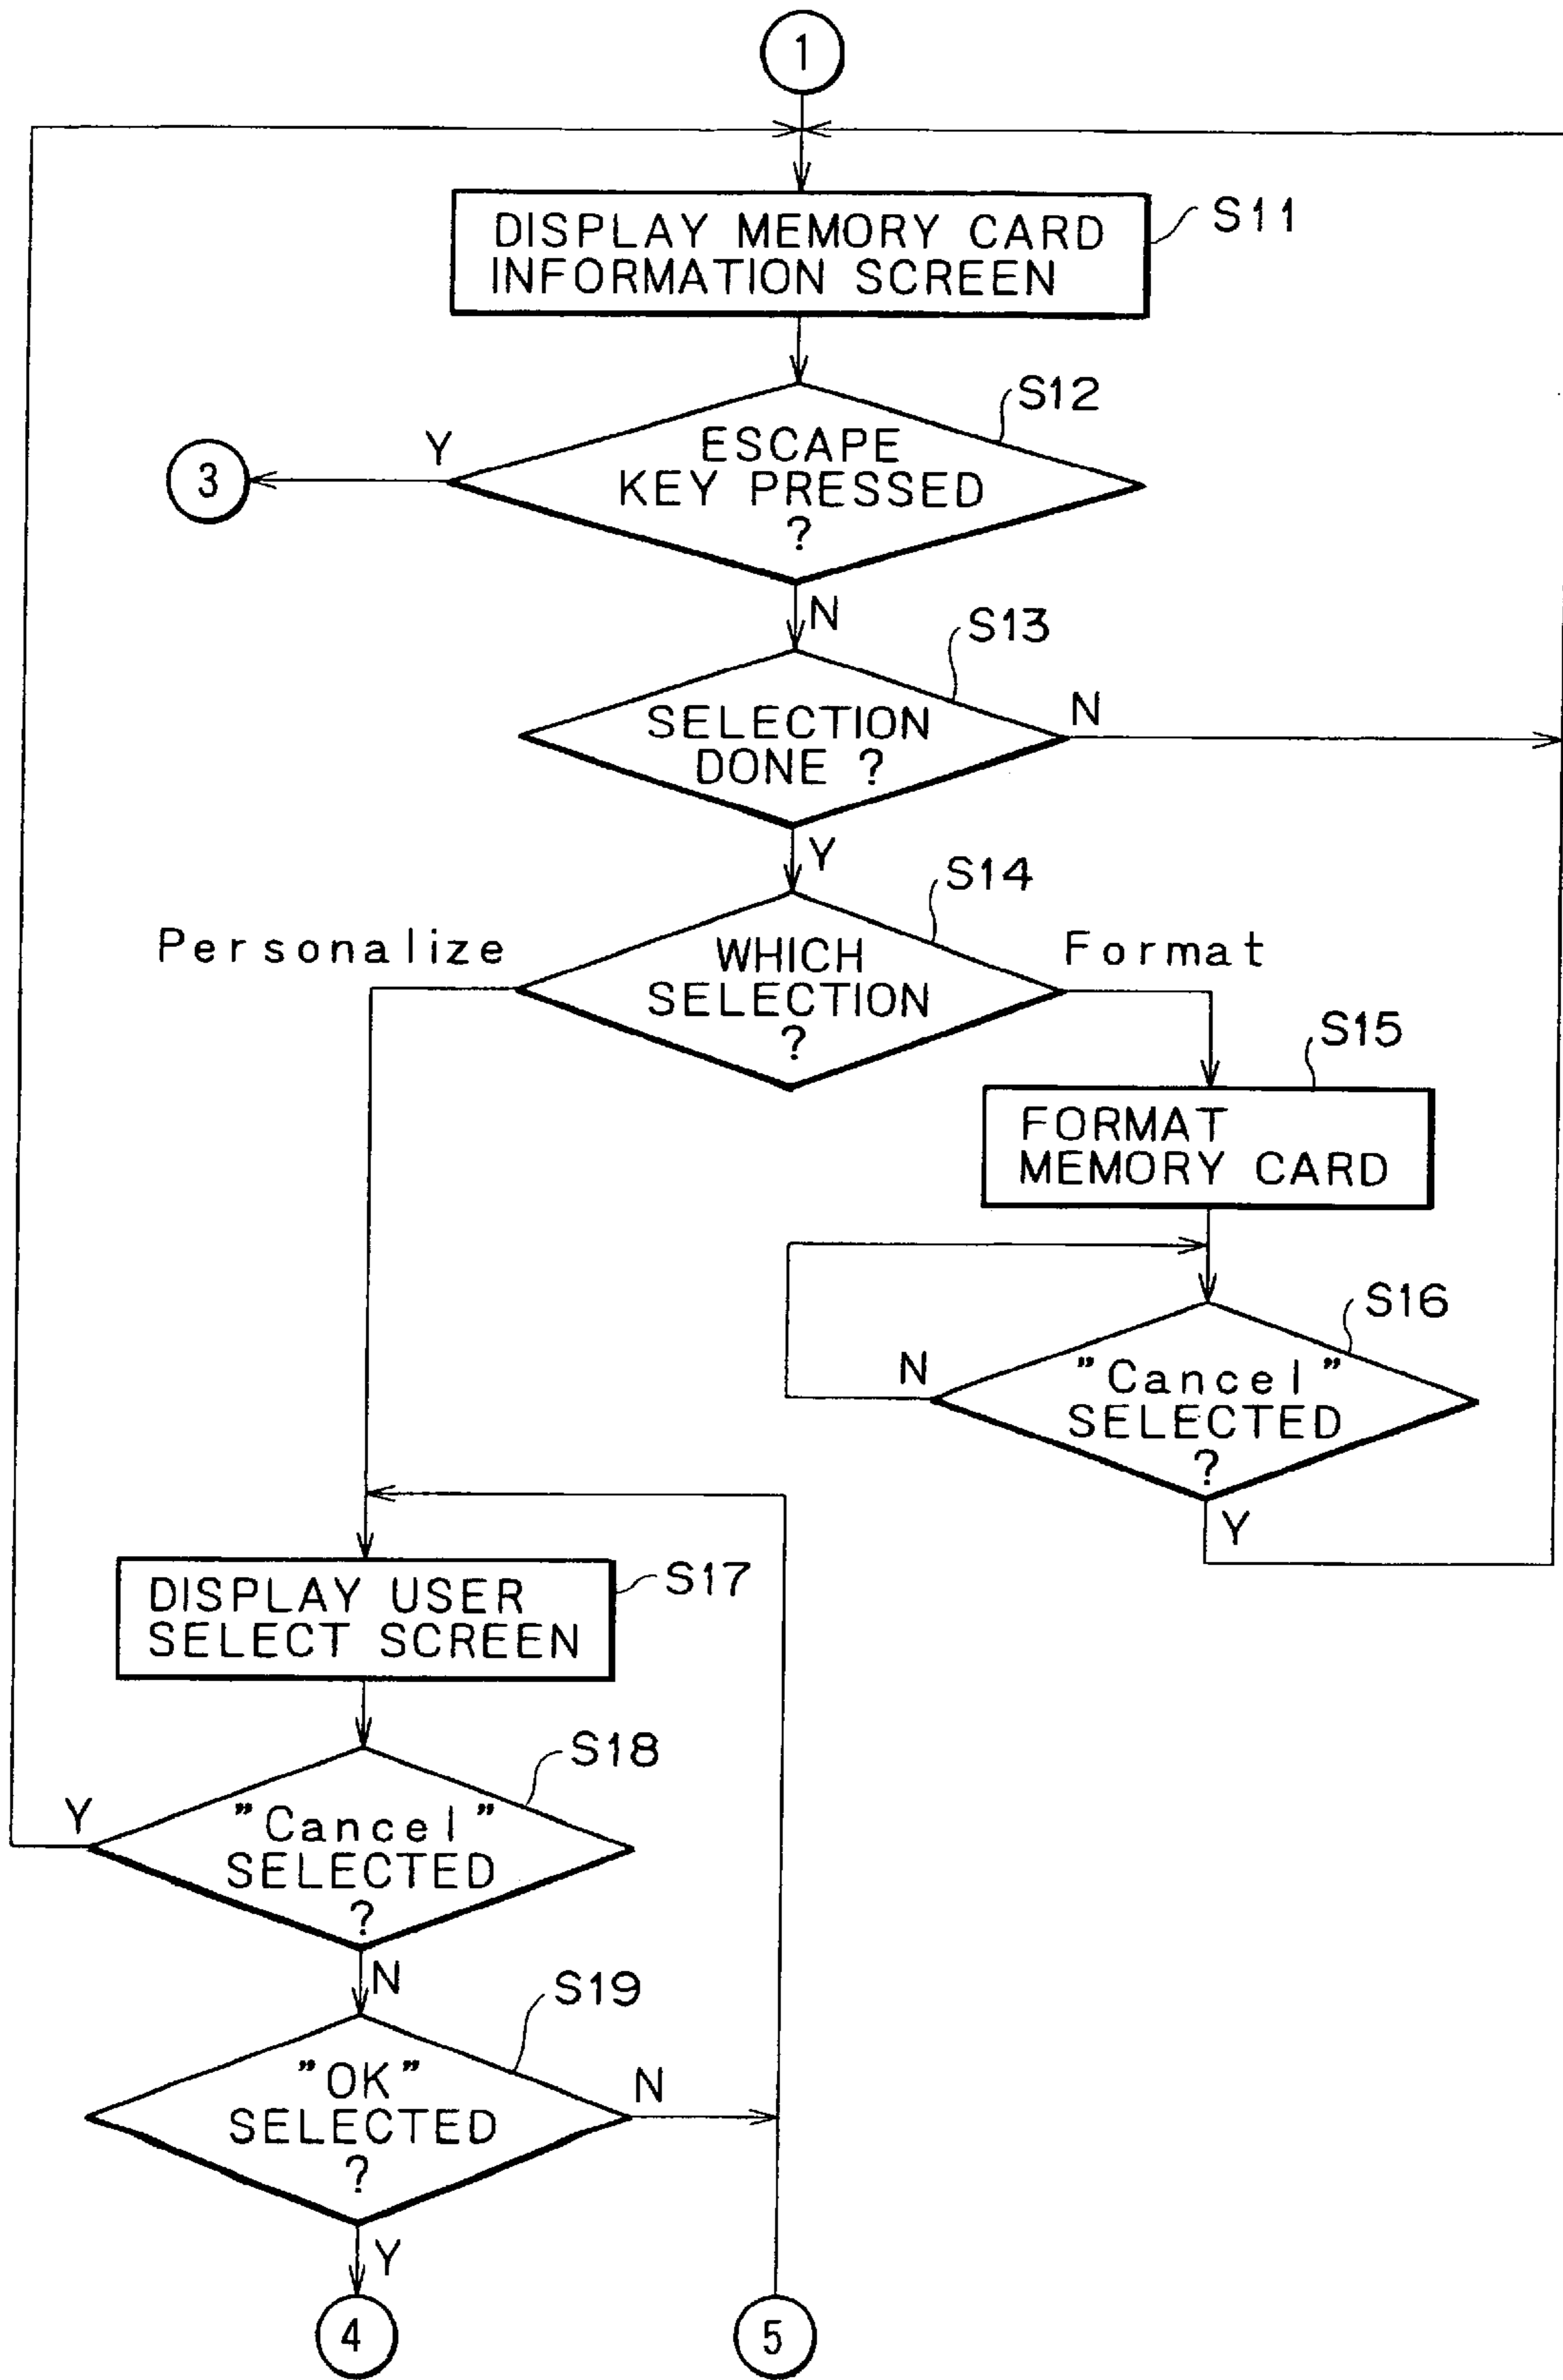 1
DISPLAY MEMORY CARD
INFORMATION SCREEN
S11
S12
ESCAPE
KEY PRESSED
?
Y
3
N
S13
SELECTION
DONE ?
N
Y
S14
WHICH
SELECTION
?
Personalize
Format
S15
FORMAT
MEMORY CARD
S16
"Cancel"
SELECTED
?
N
Y
DISPLAY USER
SELECT SCREEN
S17
S18
"Cancel"
SELECTED
?
Y
N
S19
"OK"
SELECTED
?
N
Y
4
5